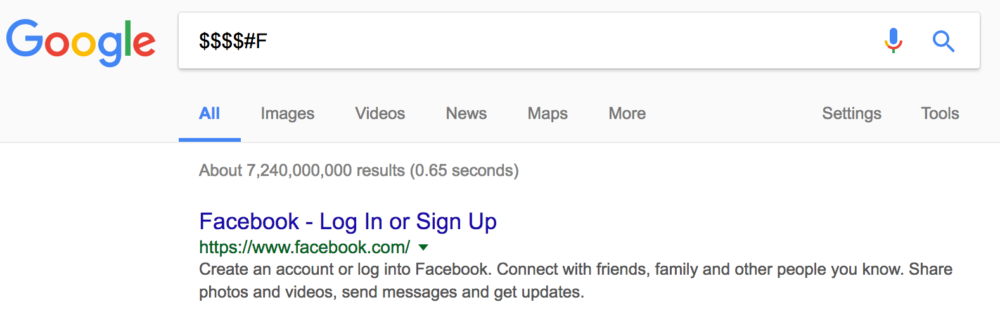 Google
$$$$#F
All Images Videos News Maps More Settings Tools
About 7,240,000,000 results (0.65 seconds)
Facebook - Log In or Sign Up
https://www.facebook.com/
Create an account or log into Facebook. Connect with friends, family and other people you know. Share
photos and videos, send messages and get updates.